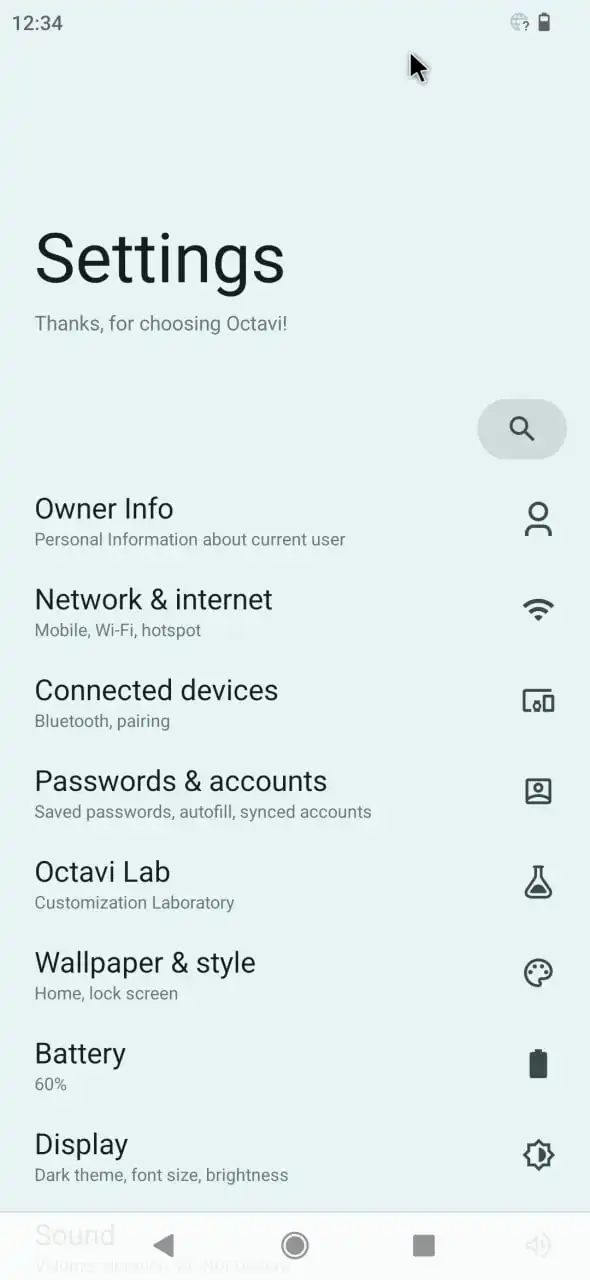 12:34
Settings
Thanks, for choosing Octavi!
Owner Info
Personal Information about current user
Network & internet
Mobile, Wi-Fi, hotspot
Connected devices
Bluetooth, pairing
Passwords & accounts
Saved passwords, autofill, synced accounts
Octavi Lab
Customization Laboratory
Wallpaper & style
Home, lock screen
Battery
60%
Display
Dark theme, font size, brightness
Sound